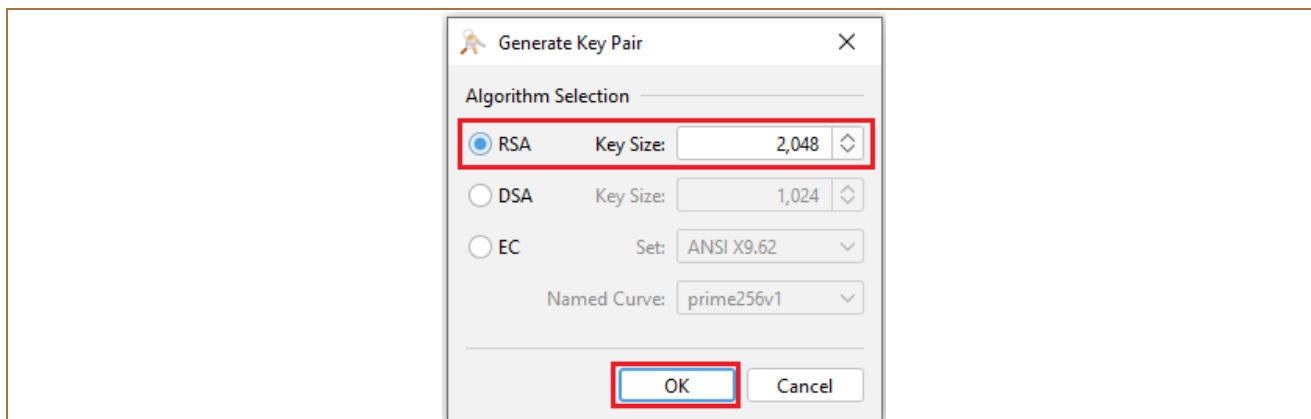 Generate Key Pair
Algorithm Selection
RSA Key Size: 2,048
DSA Key Size: 1,024
EC Set: ANSI X9.62
Named Curve: prime256v1
OK Cancel